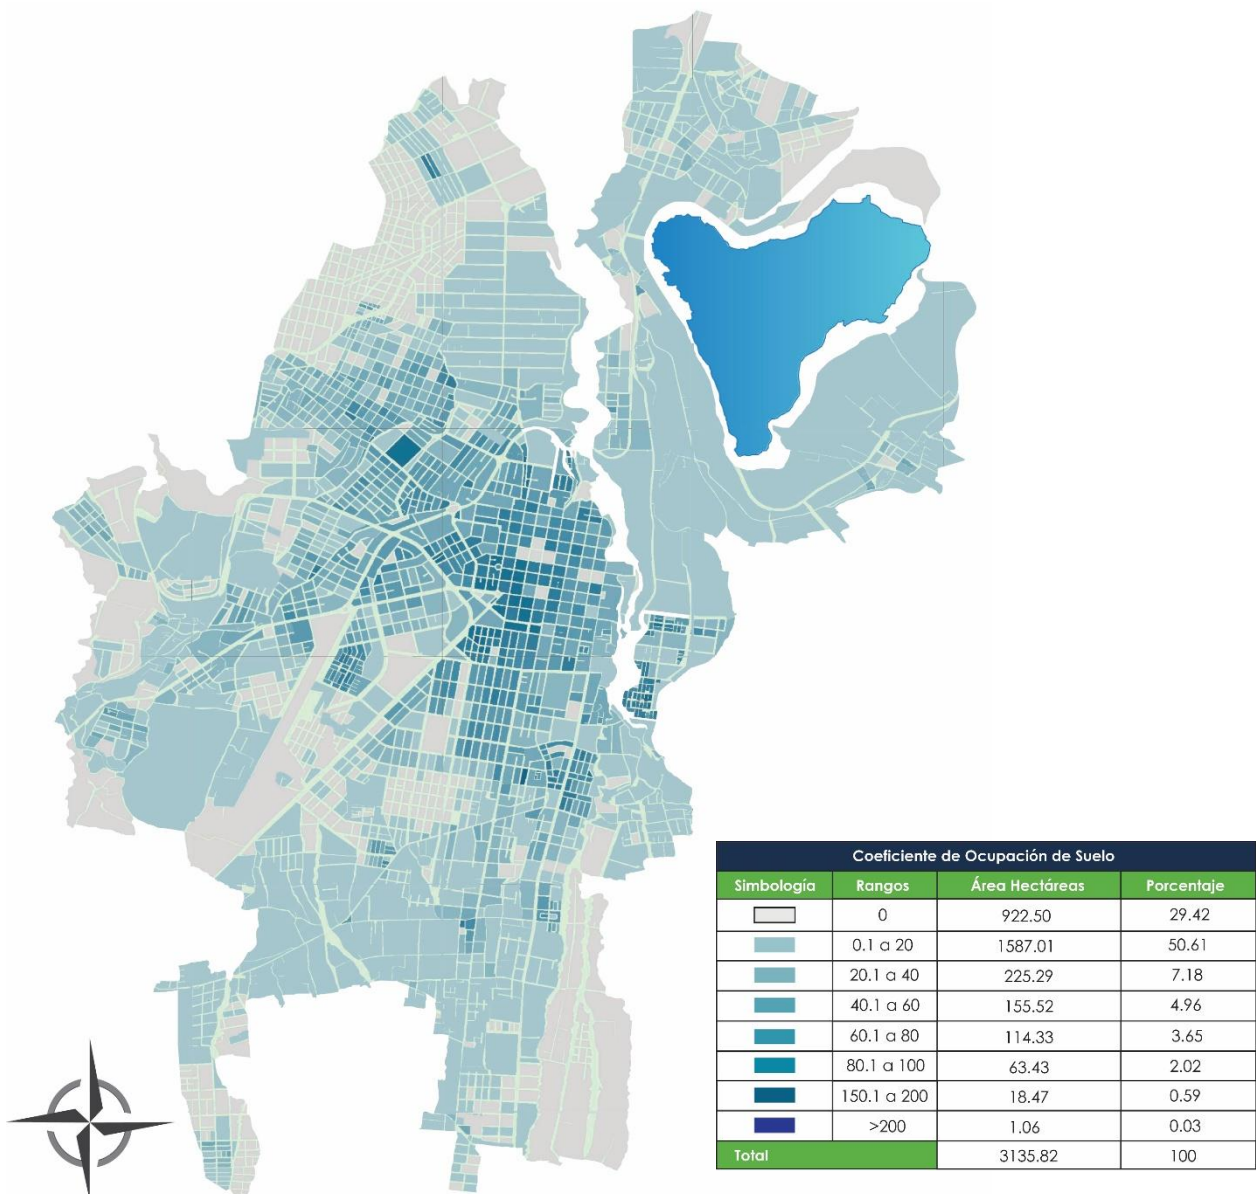 Coeficiente de Ocupación de Suelo
Simbología Rangos Área Hectáreas Porcentaje
0 922.50 29.42
0.1 a 20 1587.01 50.61
20.1 a 40 225.29 7.18
40.1 a 60 155.52 4.96
60.1 a 80 114.33 3.65
80.1 a 100 63.43 2.02
150.1 a 200 18.47 0.59
>200 1.06 0.03
Total 3135.82 100